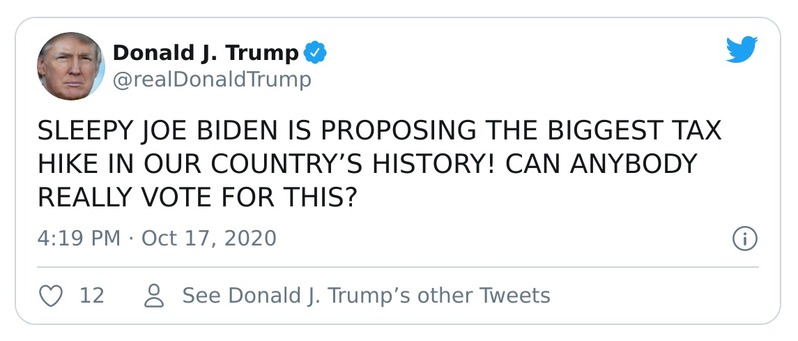 Donald J. Trump
@realDonaldTrump
SLEEPY JOE BIDEN IS PROPOSING THE BIGGEST TAX
HIKE IN OUR COUNTRY’S HISTORY! CAN ANYBODY
REALLY VOTE FOR THIS?
4:19 PM · Oct 17, 2020
12 See Donald J. Trump’s other Tweets